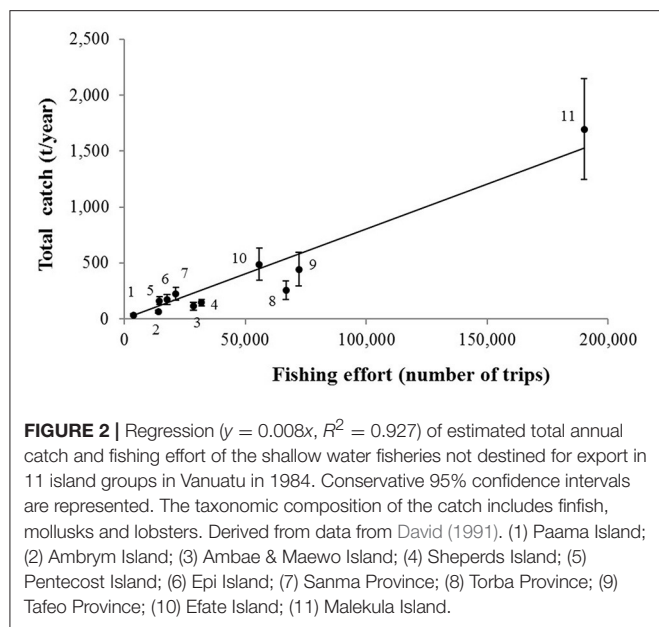 2,500
2,000
1,500
1,000
500
0
Total catch (t/year)
1
2
3
4
5
6
7
8
9
10
11
0 50,000 100,000 150,000 200,000
Fishing effort (number of trips)
FIGURE 2 | Regression (y = 0.008x, R² = 0.927) of estimated total annual
catch and fishing effort of the shallow water fisheries not destined for export in
11 island groups in Vanuatu in 1984. Conservative 95% confidence intervals
are represented. The taxonomic composition of the catch includes finfish,
mollusks and lobsters. Derived from data from David (1991). (1) Paama Island;
(2) Ambrym Island; (3) Ambae & Maewo Island; (4) Sheperds Island; (5)
Pentecost Island; (6) Epi Island; (7) Sanma Province; (8) Torba Province; (9)
Tafeo Province; (10) Efate Island; (11) Malekula Island.